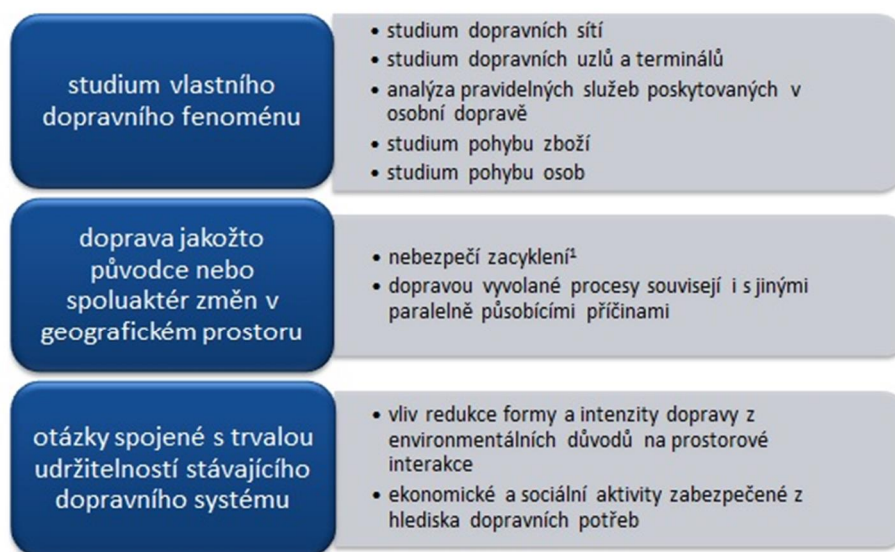 studium vlastního
dopravního fenoménu
• studium dopravních sítí
• studium dopravních uzlů a terminálů
• analýza pravidelných služeb poskytovaných v
osobní dopravě
• studium pohybu zboží
• studium pohybu osob
doprava jakožto
původce nebo
spoluaktér změn v
geografickém prostoru
• nebezpečí zacyklení¹
• dopravou vyvolané procesy souvisejí i s jinými
paralelně působícími příčinami
otázky spojené s trvalou
udržitelností stávajícího
dopravního systému
• vliv redukce formy a intenzity dopravy z
environmentálních důvodů na prostorové
interakce
• ekonomické a sociální aktivity zabezpečené z
hlediska dopravních potřeb